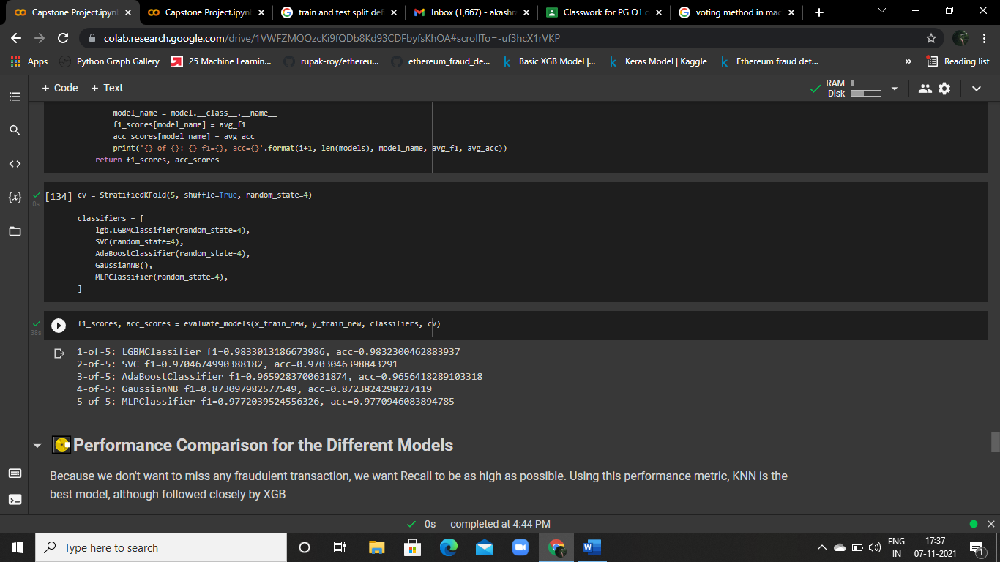 Capstone Project.ipynb
Capstone Project.ipynb
train and test split def
Inbox (1,667) - akashra
Classwork for PG O1 c
voting method in mac
colab.research.google.com/drive/1VWFZMQQzcKi9fQDb8Kd93CDFbyfsKhOA#scrollTo=-uf3hcX1rVKP
Apps
Python Graph Gallery
25 Machine Learnin...
rupak-roy/ethereu...
ethereum_fraud_de...
Basic XGB Model |...
Keras Model | Kaggle
Ethereum fraud det...
»
Reading list
+ Code + Text
RAM
Disk
model_name = model.__class__.__name__
f1_scores[model_name] = avg_f1
acc_scores[model_name] = avg_acc
print('{}-of-{}: {} f1={}, acc={}'.format(i+1, len(models), model_name, avg_f1, avg_acc))
return f1_scores, acc_scores
[134] cv = StratifiedKFold(5, shuffle=True, random_state=4)
0s
classifiers = [
lgb.LGBMClassifier(random_state=4),
SVC(random_state=4),
AdaBoostClassifier(random_state=4),
GaussianNB(),
MLPClassifier(random_state=4),
]
f1_scores, acc_scores = evaluate_models(x_train_new, y_train_new, classifiers, cv)
38s
1-of-5: LGBMClassifier f1=0.9833013186673986, acc=0.9832300462883937
2-of-5: SVC f1=0.9704674990388182, acc=0.9703046398843291
3-of-5: AdaBoostClassifier f1=0.9659283700631874, acc=0.9656418289103318
4-of-5: GaussianNB f1=0.873097982577549, acc=0.8723824298227119
5-of-5: MLPClassifier f1=0.9772039524556326, acc=0.9770946083894785
Performance Comparison for the Different Models
Because we don't want to miss any fraudulent transaction, we want Recall to be as high as possible. Using this performance metric, KNN is the
best model, although followed closely by XGB
0s completed at 4:44 PM
Type here to search
ENG
IN
17:37
07-11-2021
1